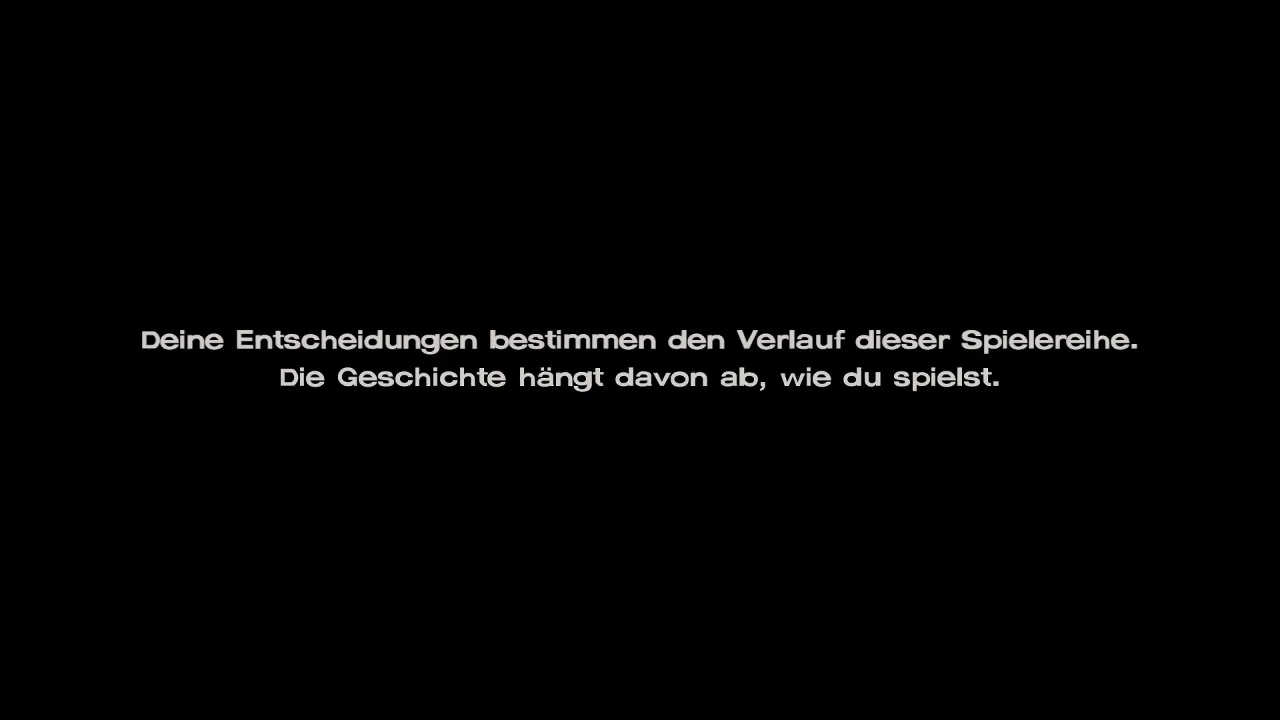 Deine Entscheidungen bestimmen den Verlauf dieser Spielereihe.
Die Geschichte hängt davon ab, wie du spielst.